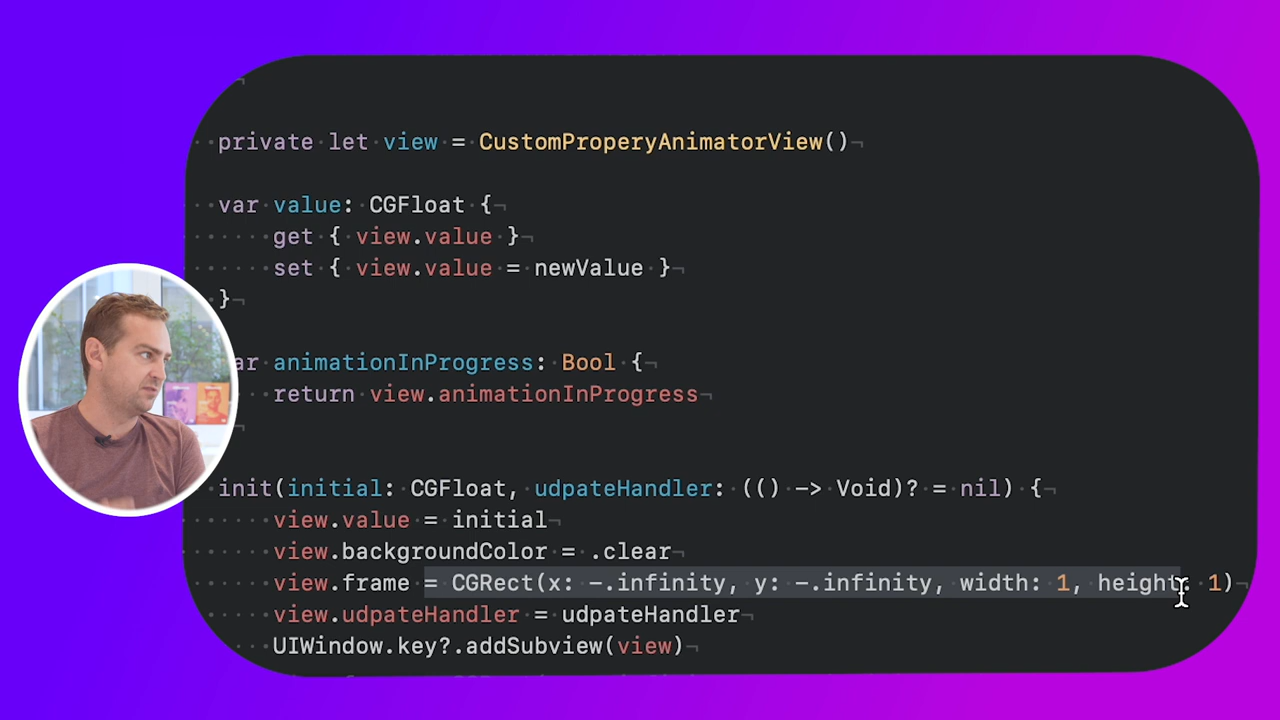 private let view = CustomProperyAnimatorView()
var value: CGFloat {
get { view.value }
set { view.value = newValue }
}
ar animationInProgress: Bool {
return view.animationInProgress
init(initial: CGFloat, udpateHandler: (() -> Void)? = nil) {
view.value = initial
view.backgroundColor = .clear
view.frame = CGRect(x: -.infinity, y: -.infinity, width: 1, height: 1)
view.udpateHandler = udpateHandler
UIWindow.key?.addSubview(view)